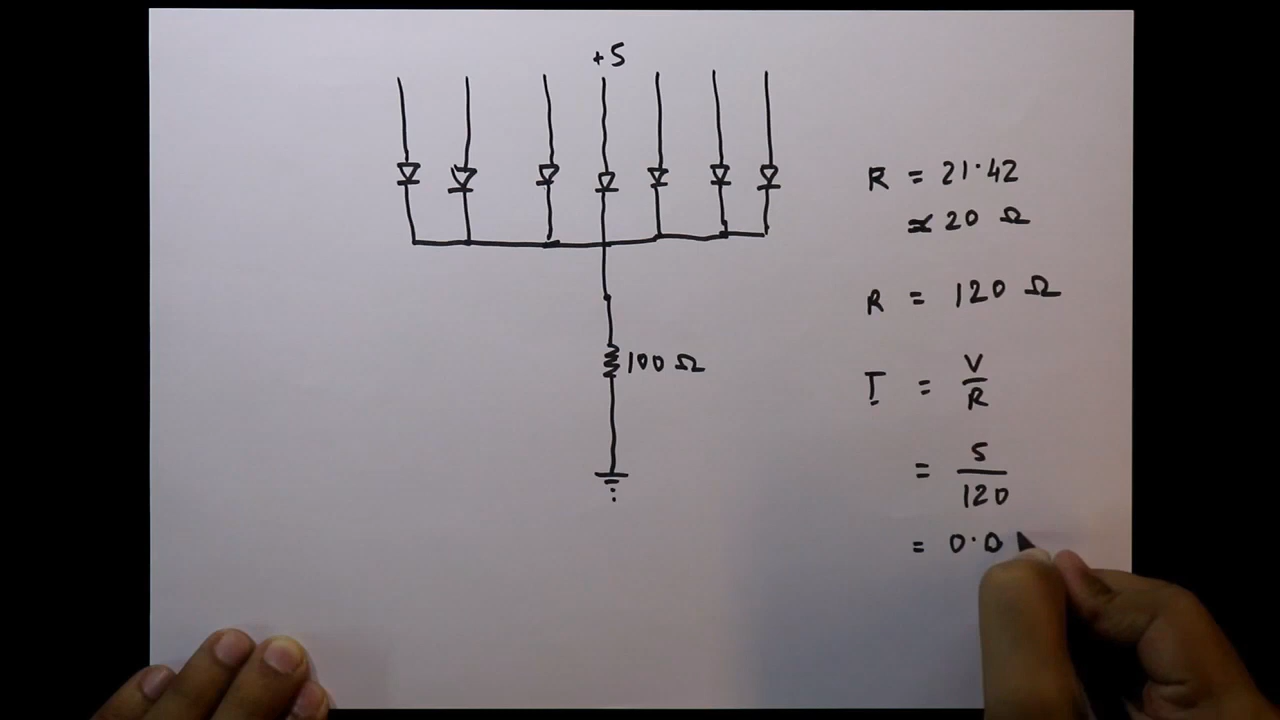 +5
R = 21.42
≃ 20 Ω
R = 120 Ω
100 Ω
I = V/R
= 5/120
= 0.0